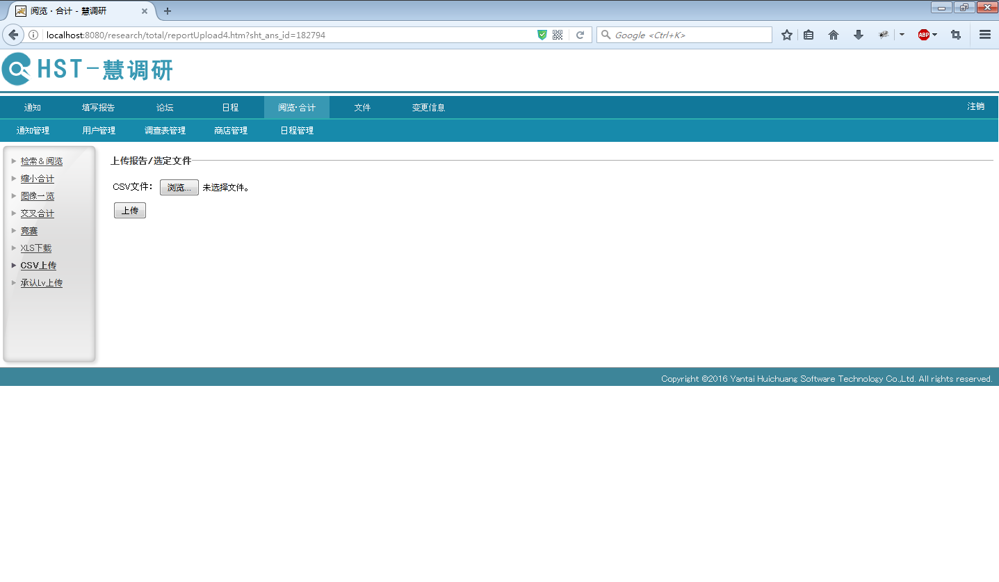 阅览・合计 - 慧调研
localhost:8080/research/total/reportUpload4.htm?sht_ans_id=182794
Google <Ctrl+K>
ABP
HST-慧调研
通知 填写报告 论坛 日程 阅览·合计 文件 变更信息 注销
通知管理 用户管理 调查表管理 商店管理 日程管理
检索＆阅览
缩小合计
图像一览
交叉合计
竞赛
XLS下载
CSV上传
承认Lv上传
上传报告/选定文件
CSV文件： 浏览... 未选择文件。
上传
Copyright ©2016 Yantai Huichuang Software Technology Co.,Ltd. All rights reserved.